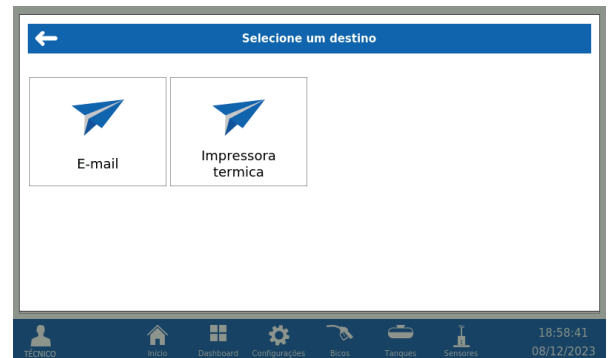 Selecione um destino
E-mail
Impressora
termica
TÉCNICO
Início
Dashboard
Configurações
Bicos
Tanques
Sensores
18:58:41
08/12/2023